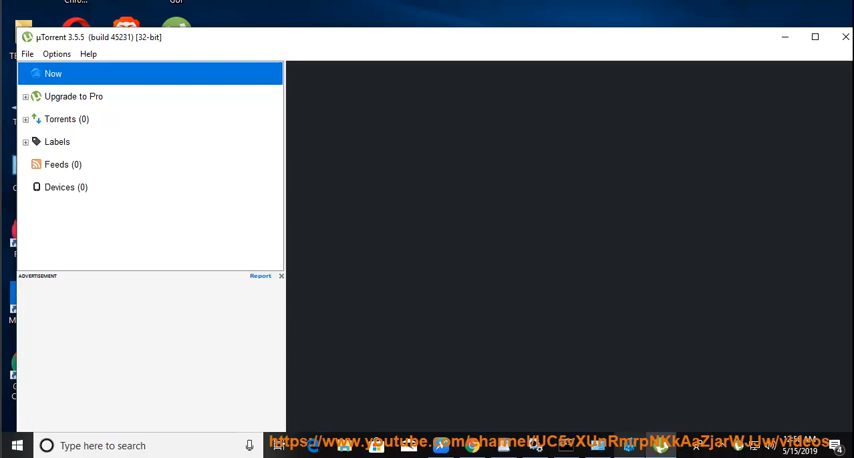 µTorrent 3.5.5 (build 45231) [32-bit]
File Options Help
Now
Upgrade to Pro
Torrents (0)
Labels
Feeds (0)
Devices (0)
ADVERTISEMENT Report
Type here to search
5/15/2019
4